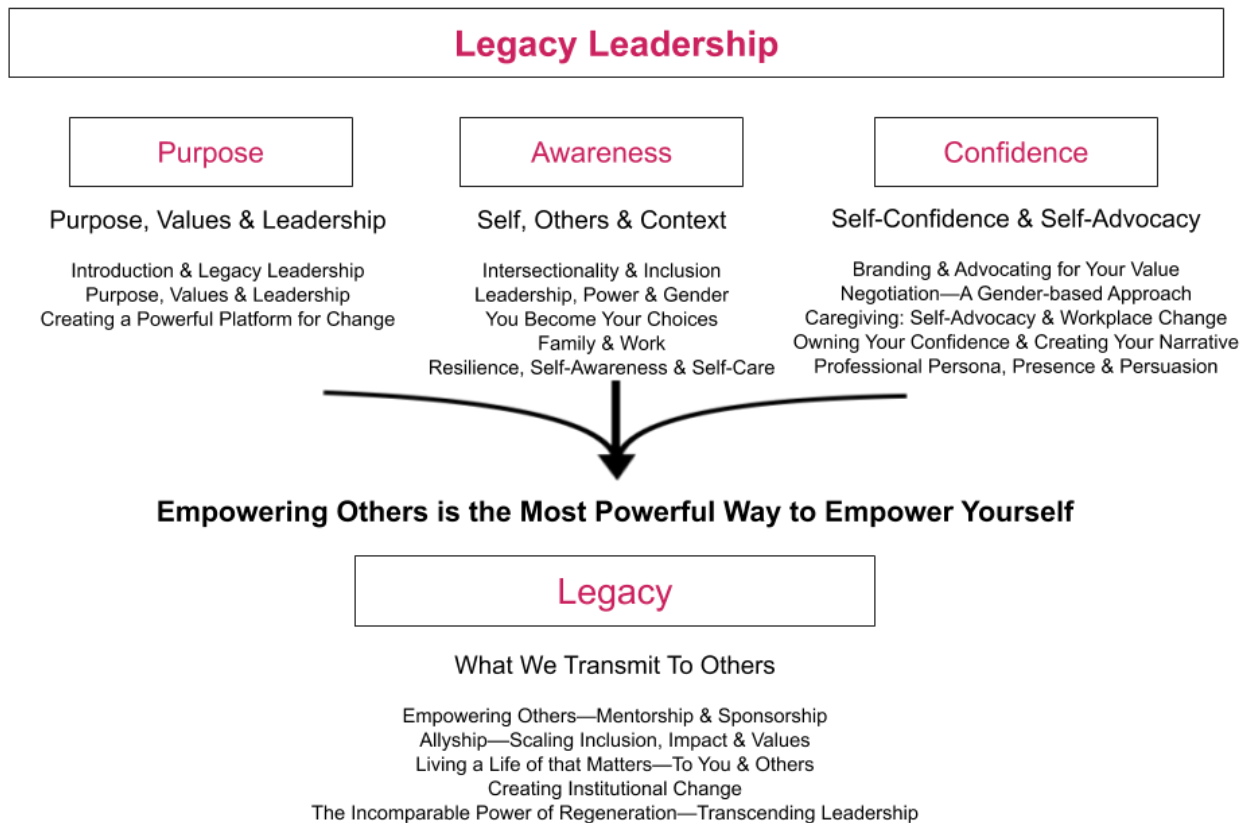 Legacy Leadership
Purpose
Purpose, Values & Leadership
Introduction & Legacy Leadership
Purpose, Values & Leadership
Creating a Powerful Platform for Change
Awareness
Self, Others & Context
Intersectionality & Inclusion
Leadership, Power & Gender
You Become Your Choices
Family & Work
Resilience, Self-Awareness & Self-Care
Confidence
Self-Confidence & Self-Advocacy
Branding & Advocating for Your Value
Negotiation—A Gender-based Approach
Caregiving: Self-Advocacy & Workplace Change
Owning Your Confidence & Creating Your Narrative
Professional Persona, Presence & Persuasion
Empowering Others is the Most Powerful Way to Empower Yourself
Legacy
What We Transmit To Others
Empowering Others—Mentorship & Sponsorship
Allyship—Scaling Inclusion, Impact & Values
Living a Life of that Matters—To You & Others
Creating Institutional Change
The Incomparable Power of Regeneration—Transcending Leadership